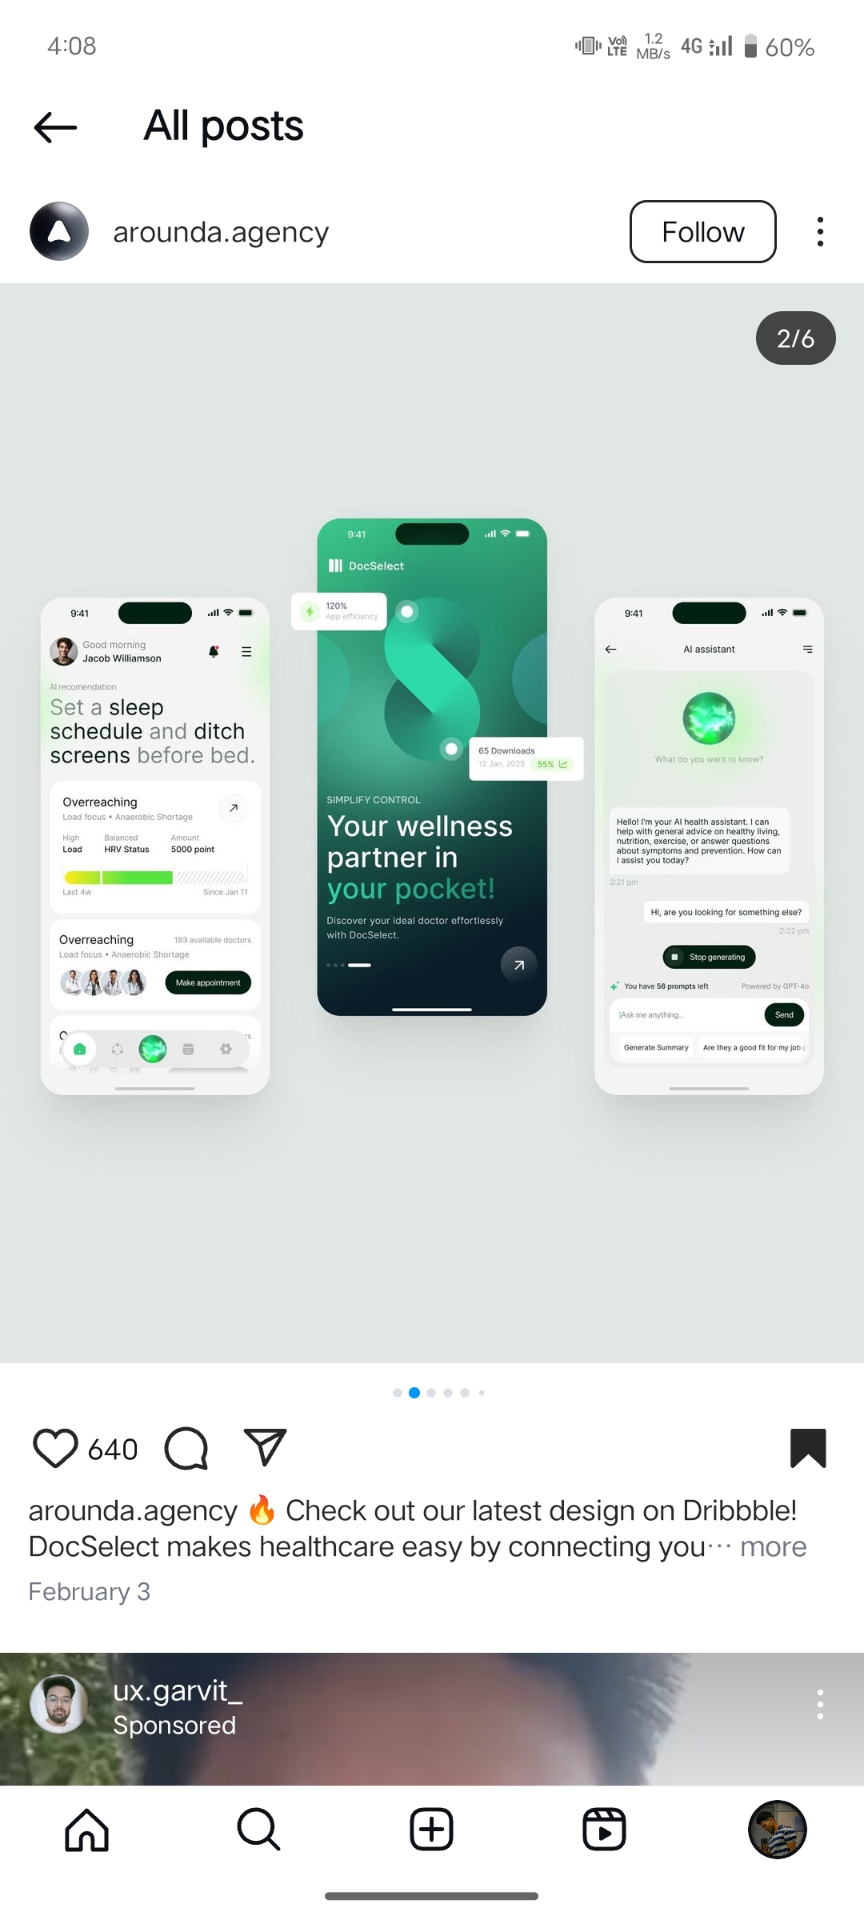 4:08
Vo)
LTE
1.2
MB/s
4G
60%
All posts
arounda.agency
Follow
2/6
9:41
Good morning
Jacob Williamson
AI recomendation
Set a sleep
schedule and ditch
screens before bed.
Overreaching
Load focus • Anaerobic Shortage
High
Load
Balanced
HRV Status
Amount
5000 point
Last 4w
Since Jan 11
Overreaching
193 available doctors
Load focus • Anaerobic Shortage
Make appointment
9:41
DocSelect
120%
App efficiency
65 Downloads
12 Jan, 2025
55%
SIMPLIFY CONTROL
Your wellness
partner in
your pocket!
Discover your ideal doctor effortlessly
with DocSelect.
9:41
AI assistant
What do you want to know?
Hello! I'm your AI health assistant. I can
help with general advice on healthy living,
nutrition, exercise, or answer questions
about symptoms and prevention. How can
I assist you today?
2:21 pm
Hi, are you looking for something else?
2:22 pm
Stop generating
You have 56 prompts left
Powered by GPT-4o
Ask me anything...
Send
Generate Summary
Are they a good fit for my job
640
arounda.agency 🔥 Check out our latest design on Dribbble!
DocSelect makes healthcare easy by connecting you… more
February 3
ux.garvit_
Sponsored